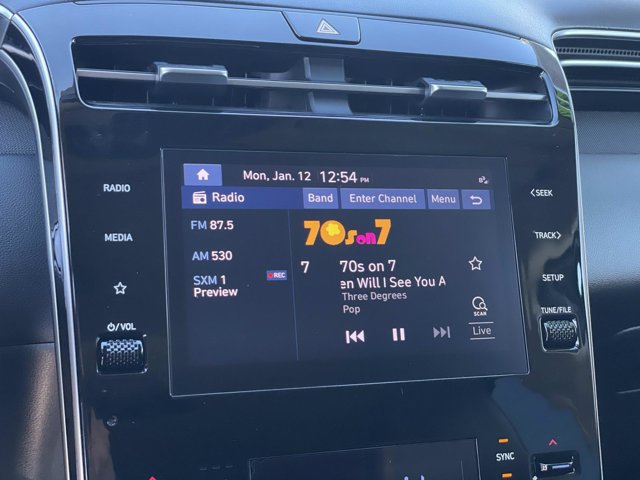 Mon, Jan. 12 12:54 PM
Radio Band Enter Channel Menu
FM 87.5
AM 530
SXM 1
REC
Preview
70s on 7
7 70s on 7
en Will I See You A
Three Degrees
Pop
SCAN
Live
RADIO
MEDIA
VOL
SEEK
TRACK
SETUP
TUNE/FILE
SYNC